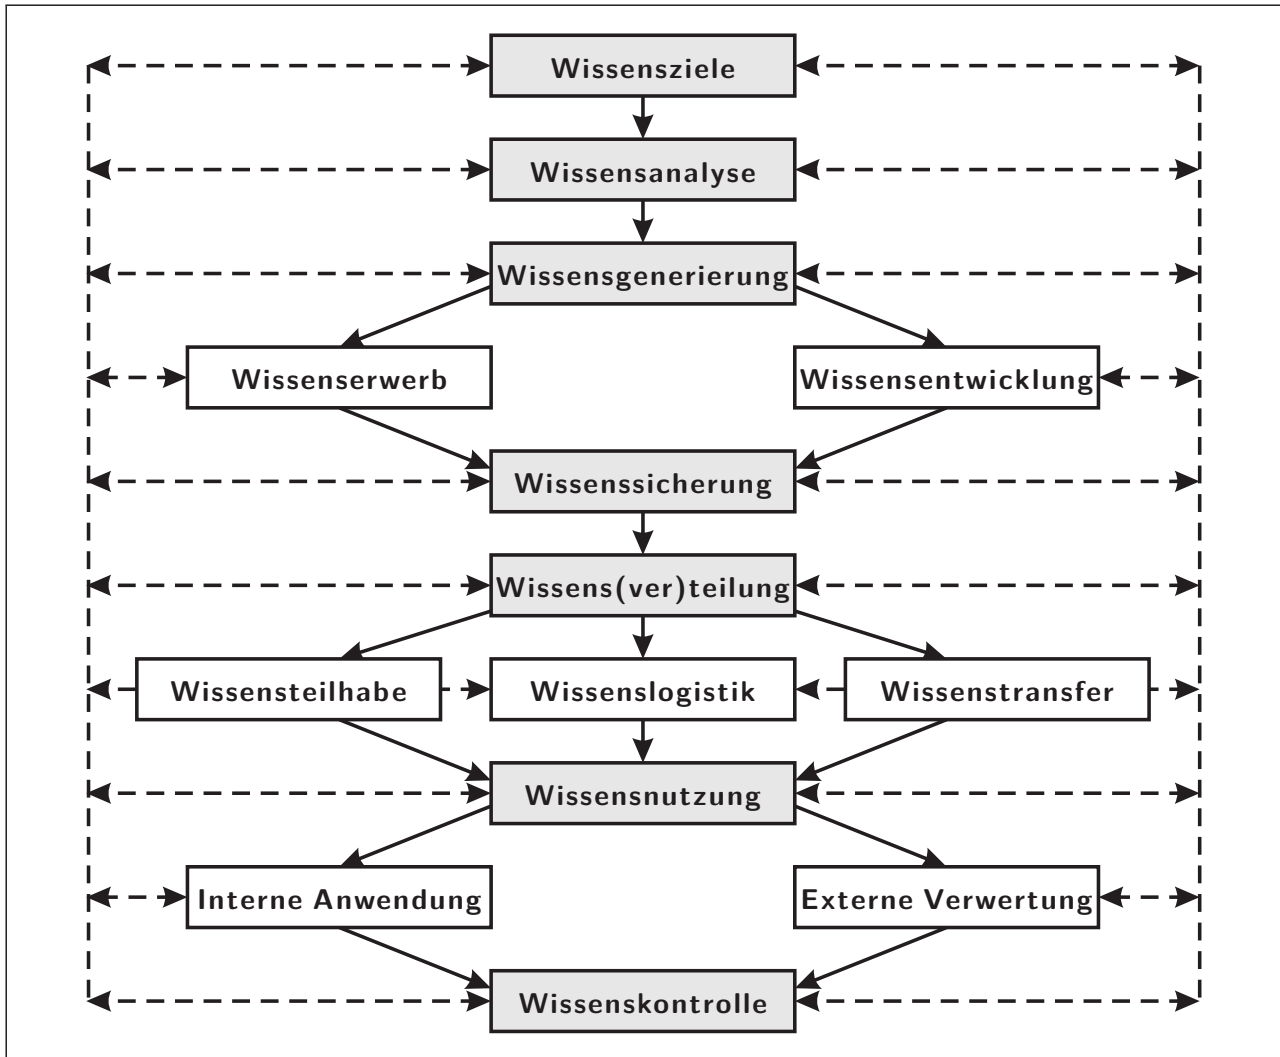 Wissensziele
Wissensanalyse
Wissensgenerierung
Wissenserwerb
Wissensentwicklung
Wissenssicherung
Wissens(ver)teilung
Wissensteilhabe
Wissenslogistik
Wissenstransfer
Wissensnutzung
Interne Anwendung
Externe Verwertung
Wissenskontrolle